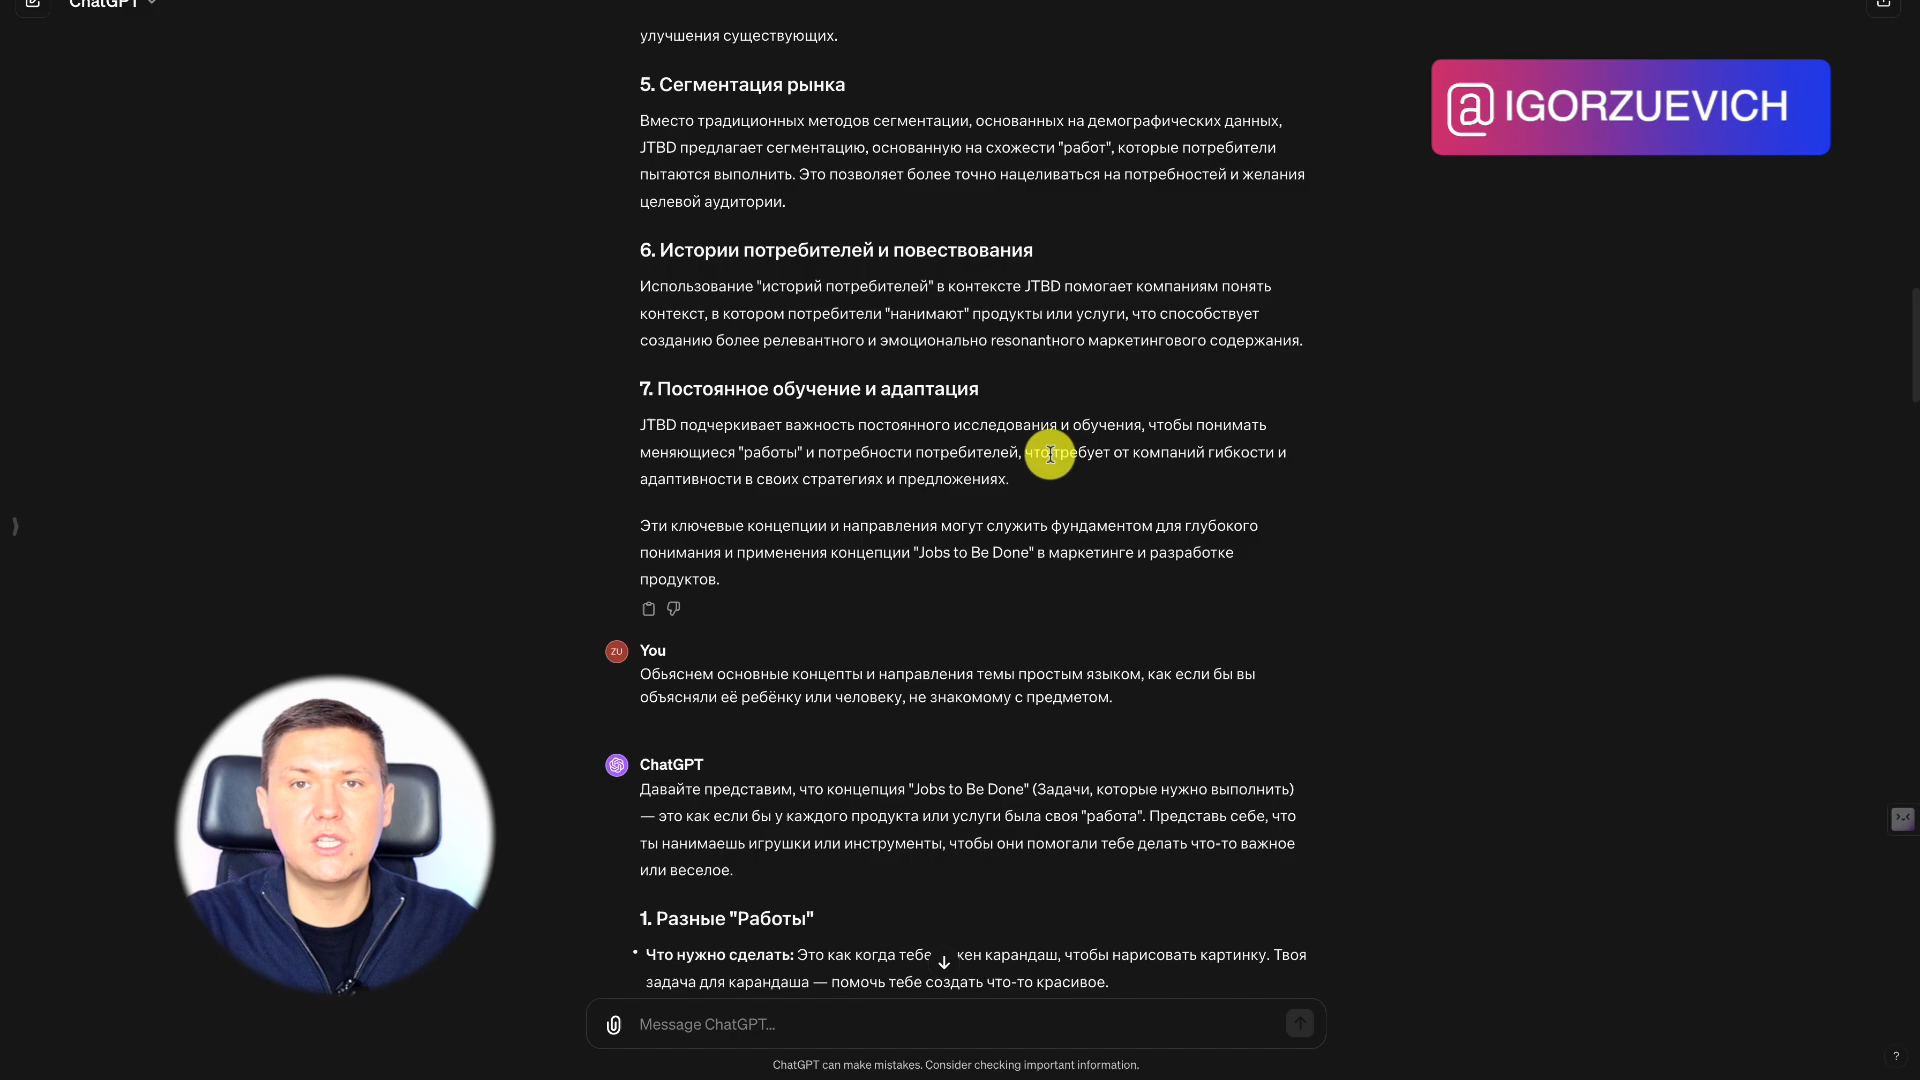 ChatGPT
улучшения существующих.
@IGORZUEVICH
5. Сегментация рынка
Вместо традиционных методов сегментации, основанных на демографических данных,
JTBD предлагает сегментацию, основанную на схожести "работ", которые потребители
пытаются выполнить. Это позволяет более точно нацеливаться на потребностей и желания
целевой аудитории.
6. Истории потребителей и повествования
Использование "историй потребителей" в контексте JTBD помогает компаниям понять
контекст, в котором потребители "нанимают" продукты или услуги, что способствует
созданию более релевантного и эмоционально resonantного маркетингового содержания.
7. Постоянное обучение и адаптация
JTBD подчеркивает важность постоянного исследования и обучения, чтобы понимать
меняющиеся "работы" и потребности потребителей, что требует от компаний гибкости и
адаптивности в своих стратегиях и предложениях.
Эти ключевые концепции и направления могут служить фундаментом для глубокого
понимания и применения концепции "Jobs to Be Done" в маркетинге и разработке
продуктов.
ZU
You
Обьяснем основные концепты и направления темы простым языком, как если бы вы
объясняли её ребёнку или человеку, не знакомому с предметом.
ChatGPT
Давайте представим, что концепция "Jobs to Be Done" (Задачи, которые нужно выполнить)
— это как если бы у каждого продукта или услуги была своя "работа". Представь себе, что
ты нанимаешь игрушки или инструменты, чтобы они помогали тебе делать что-то важное
или веселое.
1. Разные "Работы"
• Что нужно сделать: Это как когда тебе карандаш, чтобы нарисовать картинку. Твоя
задача для карандаша — помочь тебе создать что-то красивое.
Message ChatGPT...
ChatGPT can make mistakes. Consider checking important information.
?